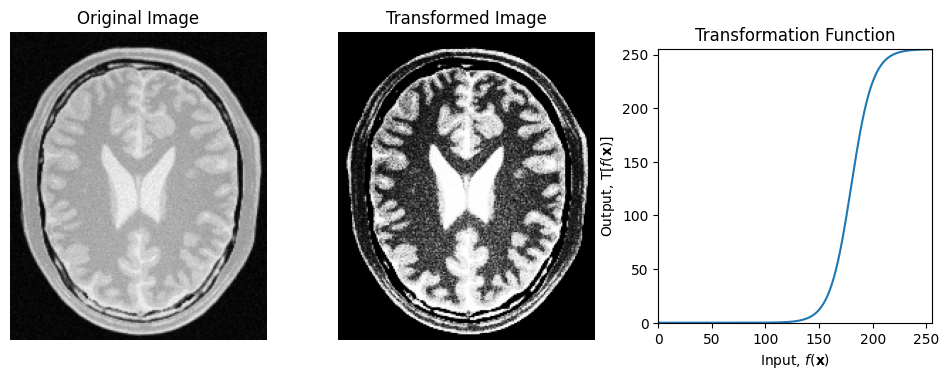 Original Image
Transformed Image
Transformation Function
Output, T[f(x)]
250
200
150
100
50
0
0 50 100 150 200 250
Input, f(x)